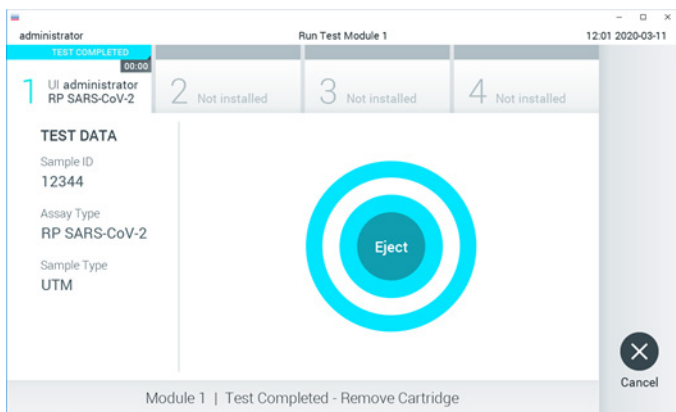 administrator
Run Test Module 1
12:01 2020-03-11
TEST COMPLETED
00:00
1
UI administrator
RP SARS-CoV-2
2 Not installed
3 Not installed
4 Not installed
TEST DATA
Sample ID
12344
Assay Type
RP SARS-CoV-2
Sample Type
UTM
Eject
Cancel
Module 1 | Test Completed - Remove Cartridge